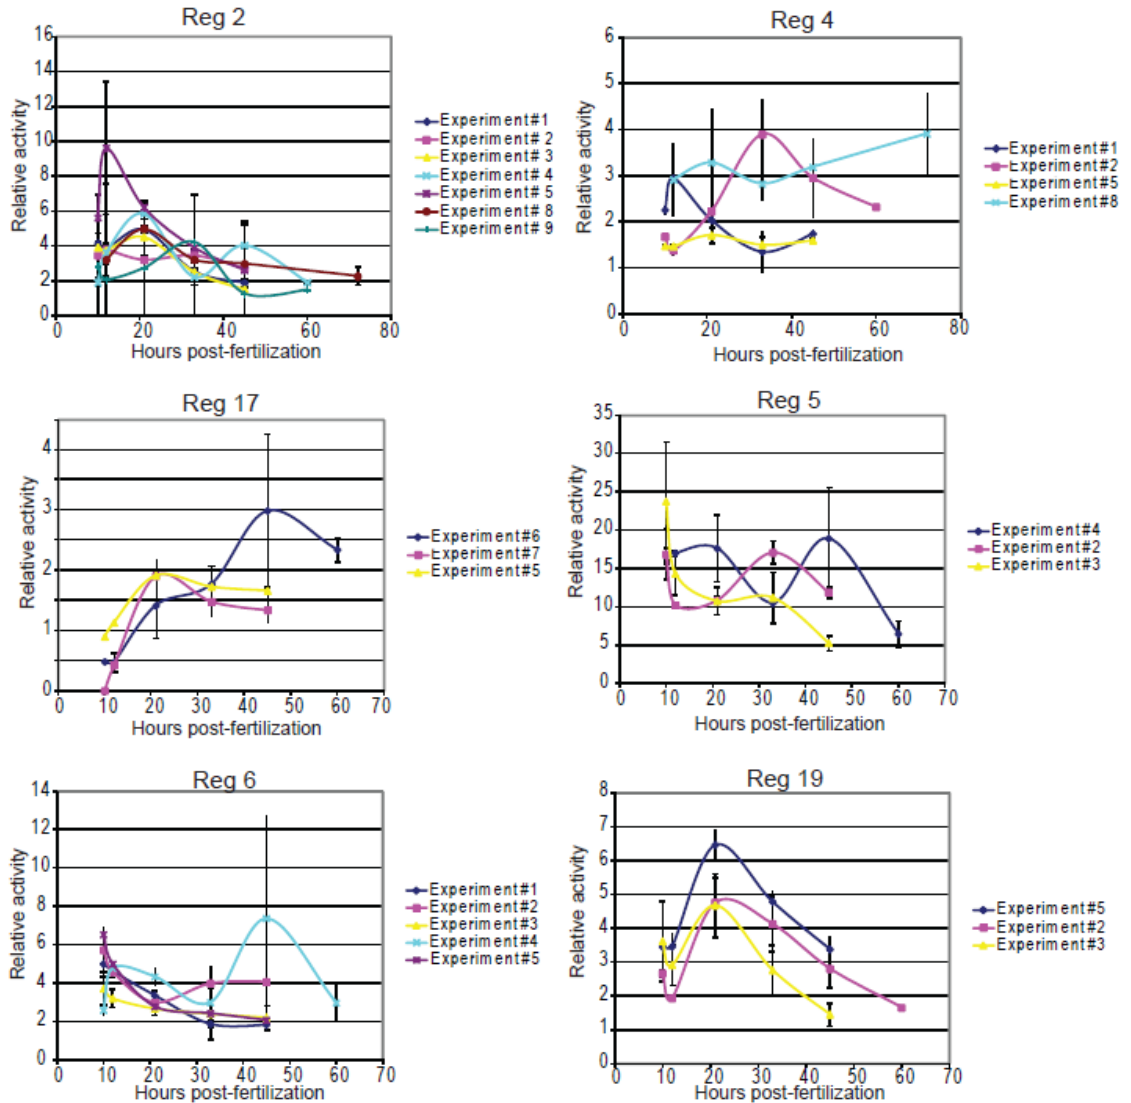 Reg 2
Relative activity
16
14
12
10
8
6
4
2
0
0 20 40 60 80
Hours post-fertilization
Experiment#1
Experiment# 2
Experiment# 3
Experiment# 4
Experiment# 5
Experiment# 8
Experiment# 9
Reg 4
Relative activity
6
5
4
3
2
1
0
0 20 40 60 80
Hours post-fertilization
Experiment#1
Experiment#2
Experiment#5
Experiment#8
Reg 17
Relative activity
4
3
2
1
0
0 10 20 30 40 50 60 70
Hours post-fertilization
Experiment#6
Experiment#7
Experiment#5
Reg 5
Relative activity
35
30
25
20
15
10
5
0
0 10 20 30 40 50 60 70
Hours post-fertilization
Experiment#4
Experiment#2
Experiment#3
Reg 6
Relative activity
14
12
10
8
6
4
2
0
0 10 20 30 40 50 60 70
Hours post-fertilization
Experiment#1
Experiment#2
Experiment#3
Experiment#4
Experiment#5
Reg 19
Relative activity
8
7
6
5
4
3
2
1
0
0 10 20 30 40 50 60 70
Hours post-fertilization
Experiment#5
Experiment#2
Experiment#3